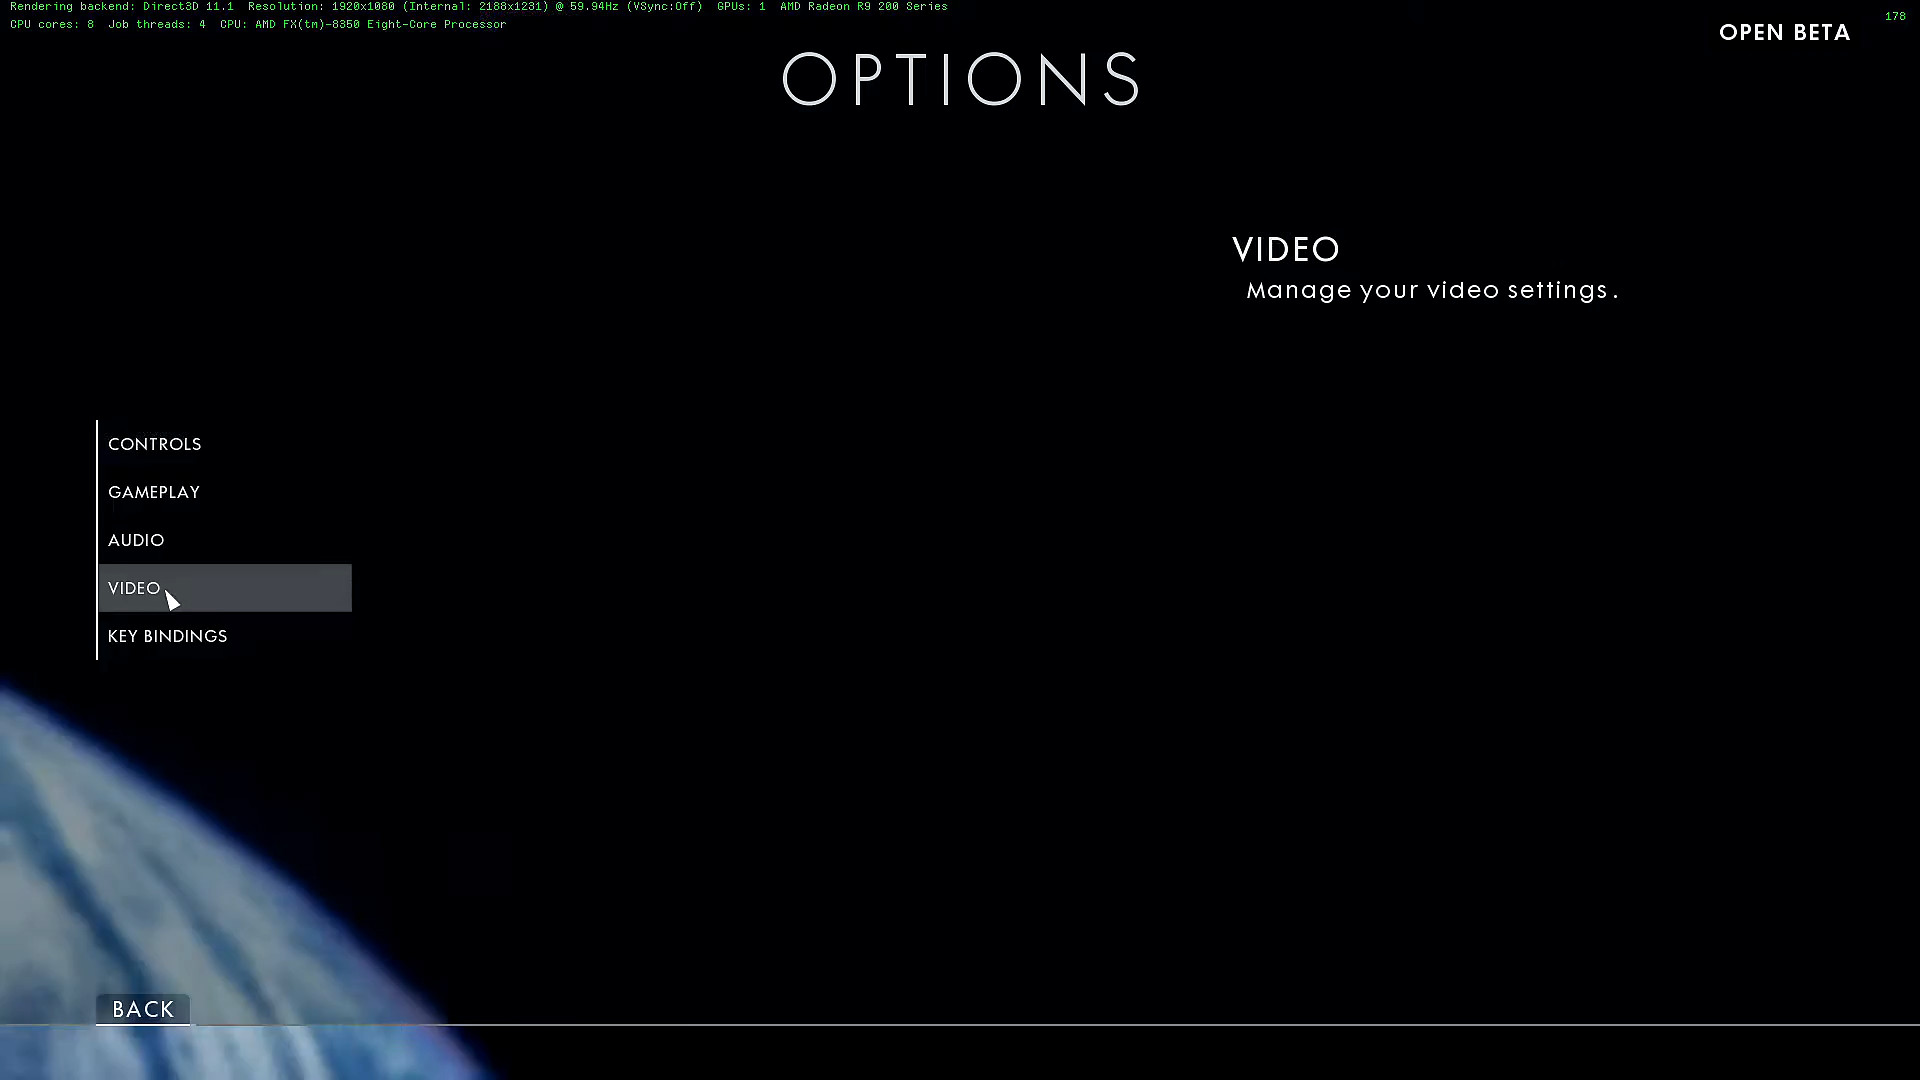 Rendering backend: Direct3D 11.1  Resolution: 1920x1080 (Internal: 2188x1231) @ 59.94Hz (VSync:Off)  GPUs: 1  AMD Radeon R9 200 Series
178
CPU cores: 8  Job threads: 4  CPU: AMD FX(tm)-8350 Eight-Core Processor
OPEN BETA
OPTIONS
VIDEO
Manage your video settings.
CONTROLS
GAMEPLAY
AUDIO
VIDEO
KEY BINDINGS
BACK